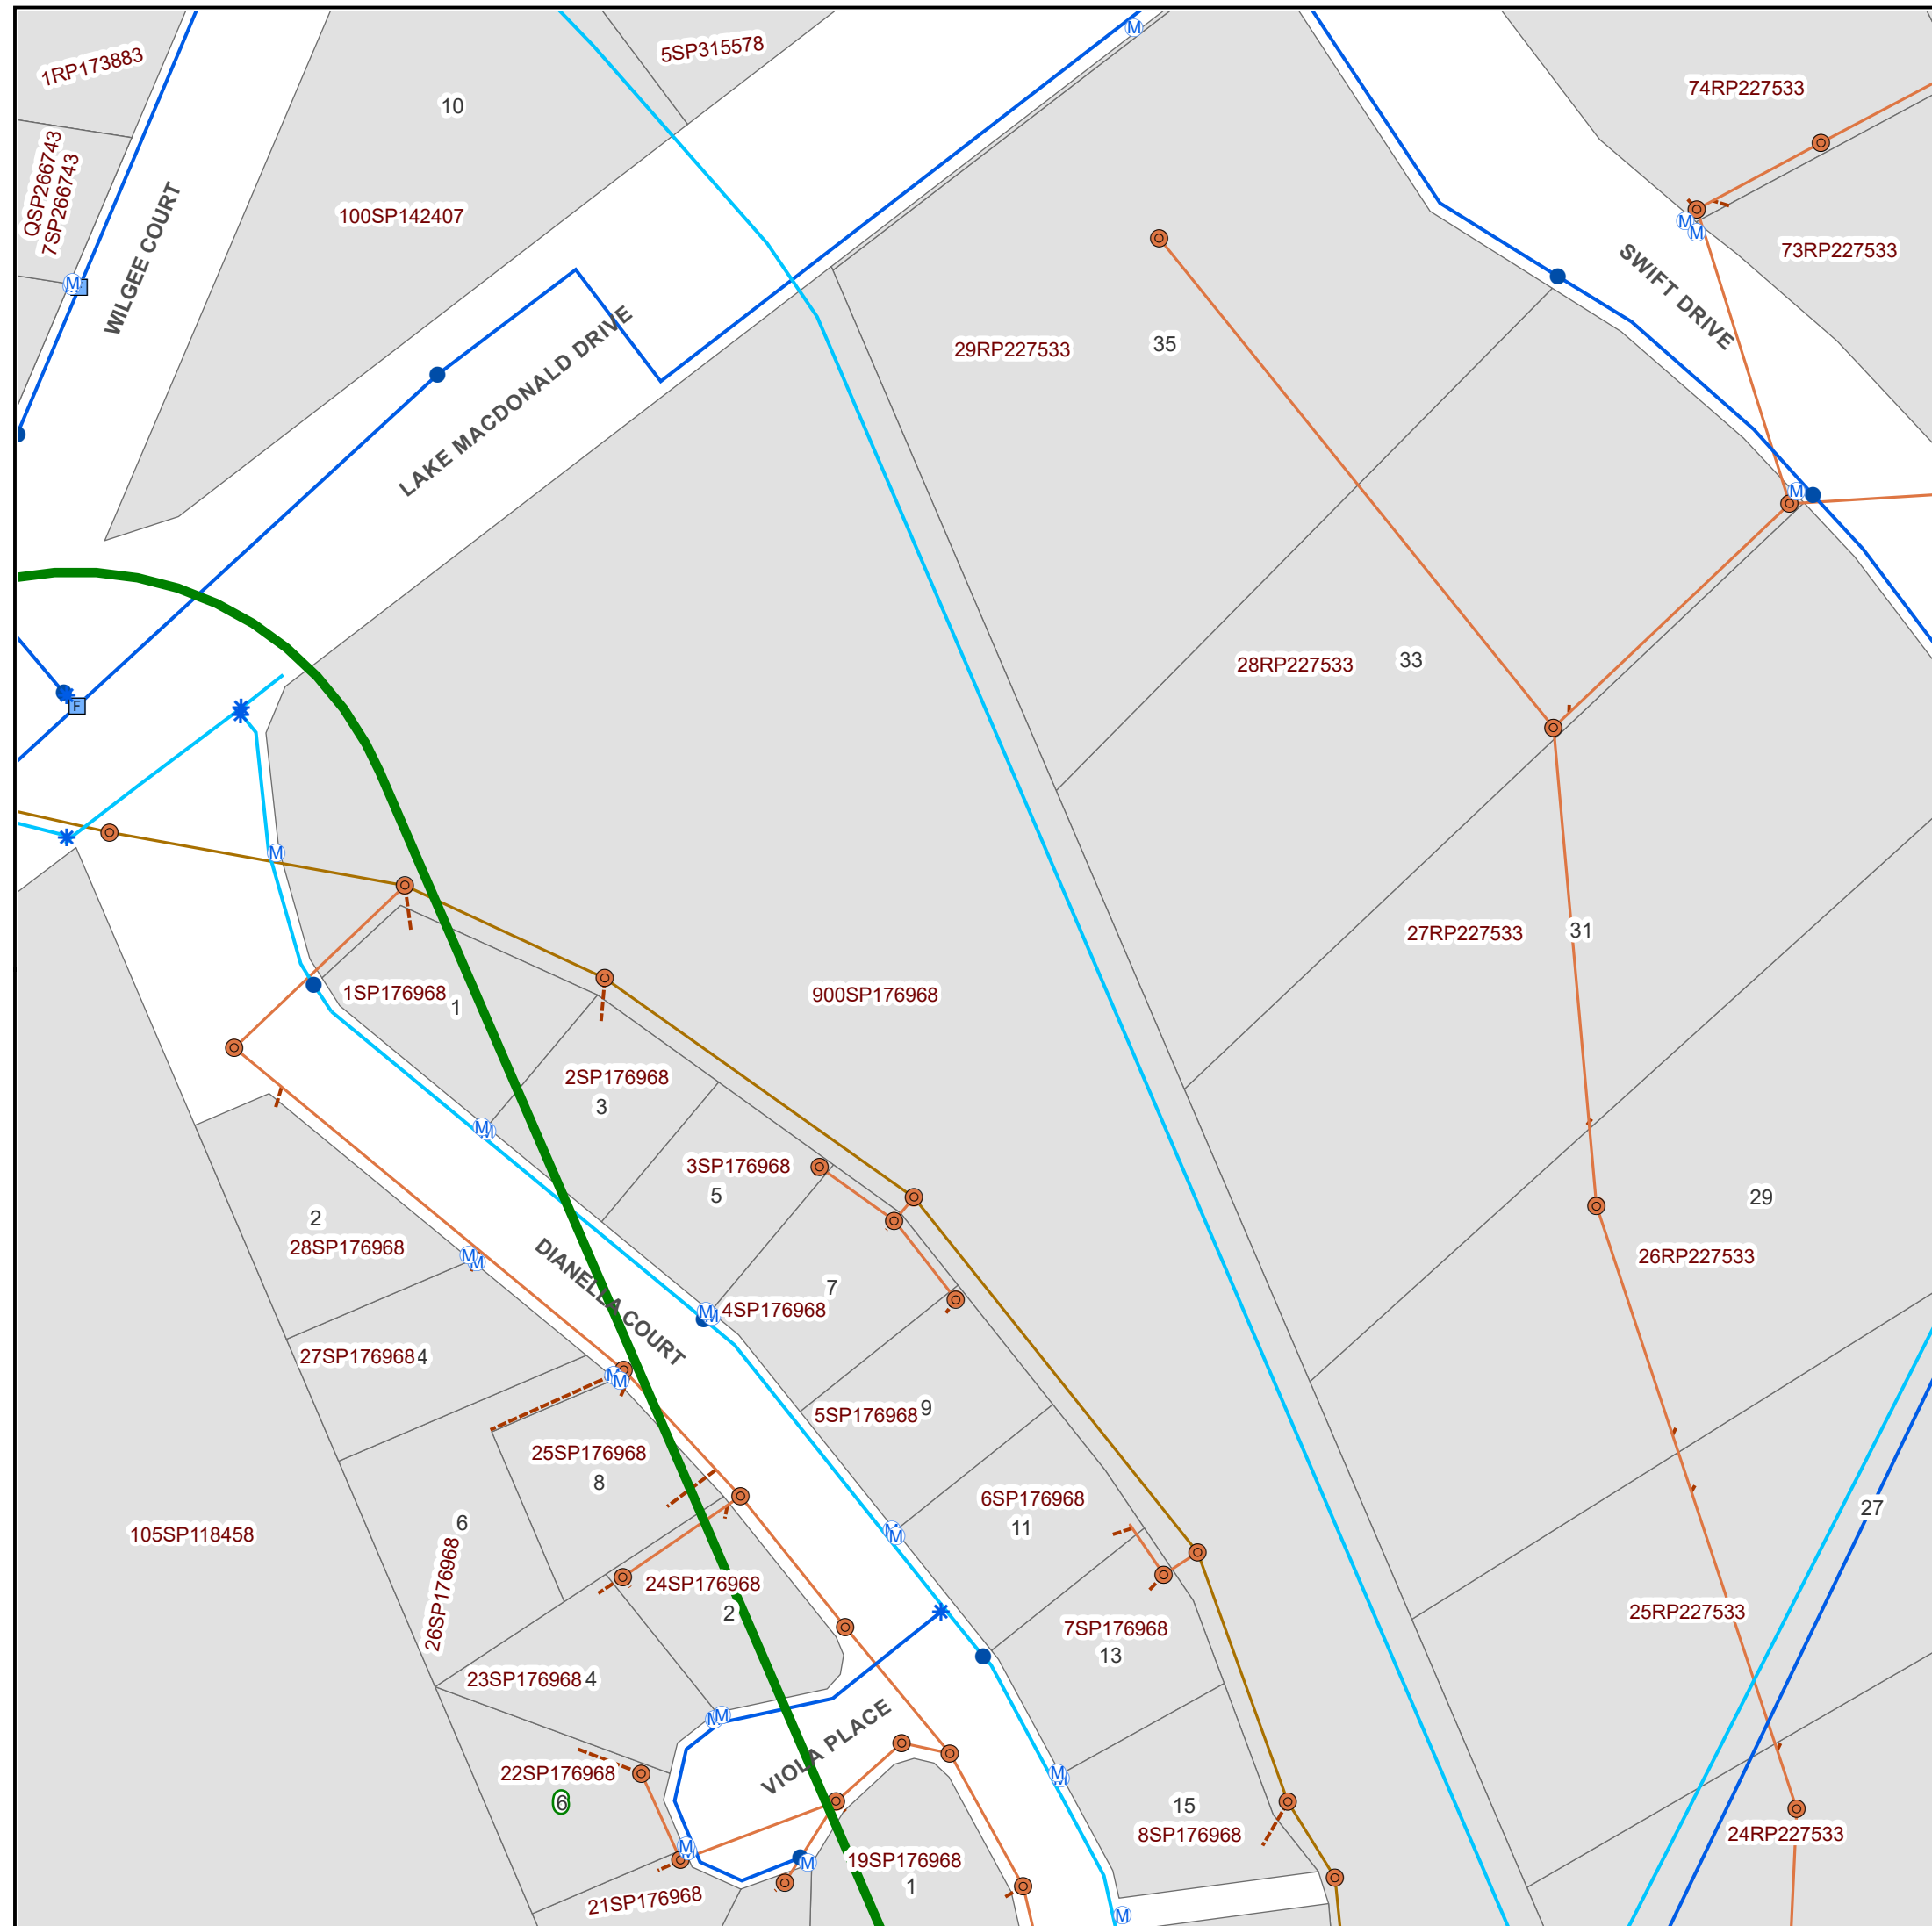 1RP173883
5SP315578
10
74RP227533
QSP266743
7SP266743
100SP142407
WILGEE COURT
LAKE MACDONALD DRIVE
SWIFT DRIVE
73RP227533
M
M
M
M
29RP227533
35
M
28RP227533
33
F
M
27RP227533
31
1SP176968
1
900SP176968
2SP176968
3
M
M
3SP176968
5
2
28SP176968
29
26RP227533
M
M
DIANELLA COURT
7
4SP176968
M
M
27SP176968
4
M
M
5SP176968
9
25SP176968
8
6SP176968
11
27
105SP118458
6
26SP176968
M
M
24SP176968
2
7SP176968
13
25RP227533
23SP176968
4
M
M
VIOLA PLACE
22SP176968
6
M
M
15
8SP176968
24RP227533
M
M
M
19SP176968
1
21SP176968
M